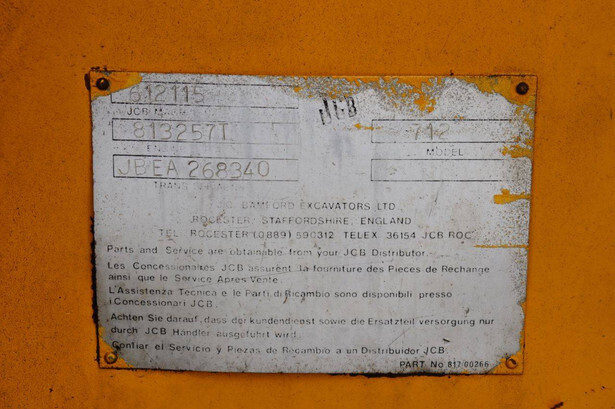 612115
JCB
JCB
813257T
712
MODEL
JBEA 268340
BAMFORD EXCAVATORS LTD
ROCESTER, STAFFORDSHIRE, ENGLAND
TEL ROCESTER (0889) 590312 TELEX 36154 JCB ROC
Parts and Service are obtainable from your JCB Distributor
Les Concessionaires JCB assurent la fourniture des Pieces de Rechange
ainsi que le Service Apres-Vente
L'Assistenza Tecnica e le Parti di Ricambio sono disponibili presso
i Concessionari JCB
Achten Sie darauf, dass der kundendienst sowie die Ersatzteil versorgung nur
durch JCB Händler ausgeführt wird.
Confiar el Servicio y Piezas de Recambio a un Distribuidor JCB
PART No 817/00266